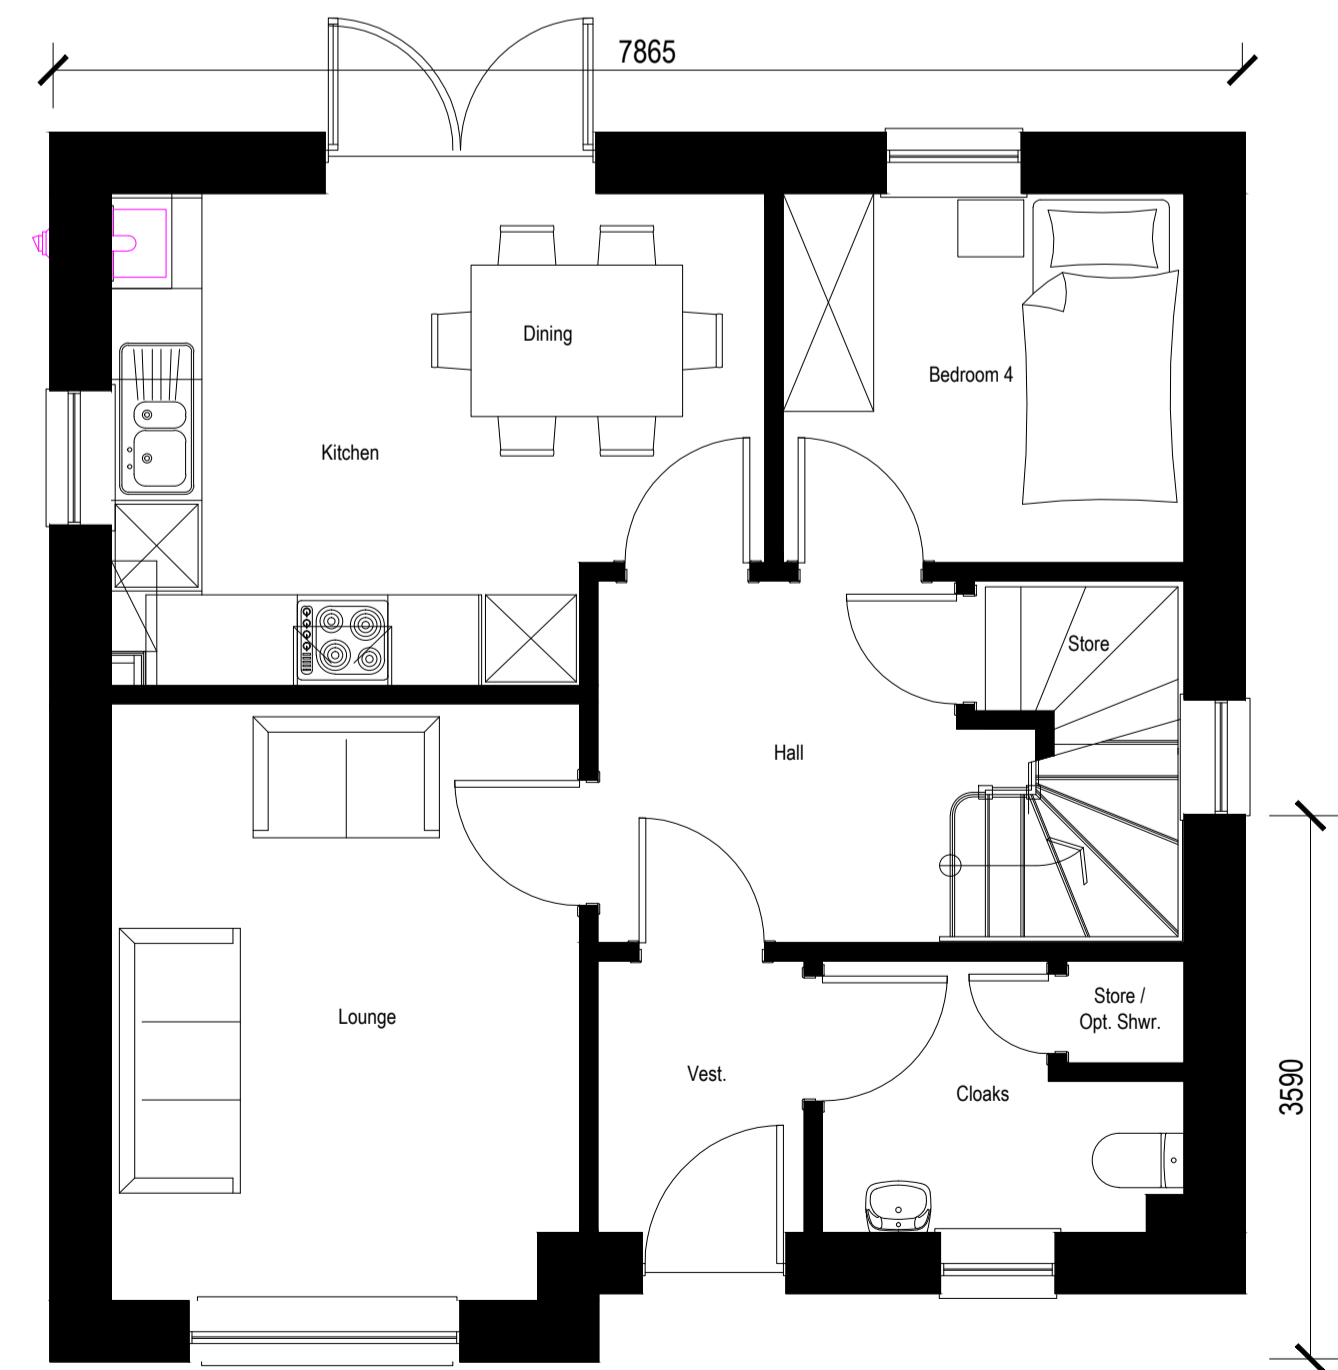 7865
Dining
Bedroom 4
Kitchen
Store
Hall
Store /
Opt. Shwr.
Lounge
Vest.
Cloaks
3590